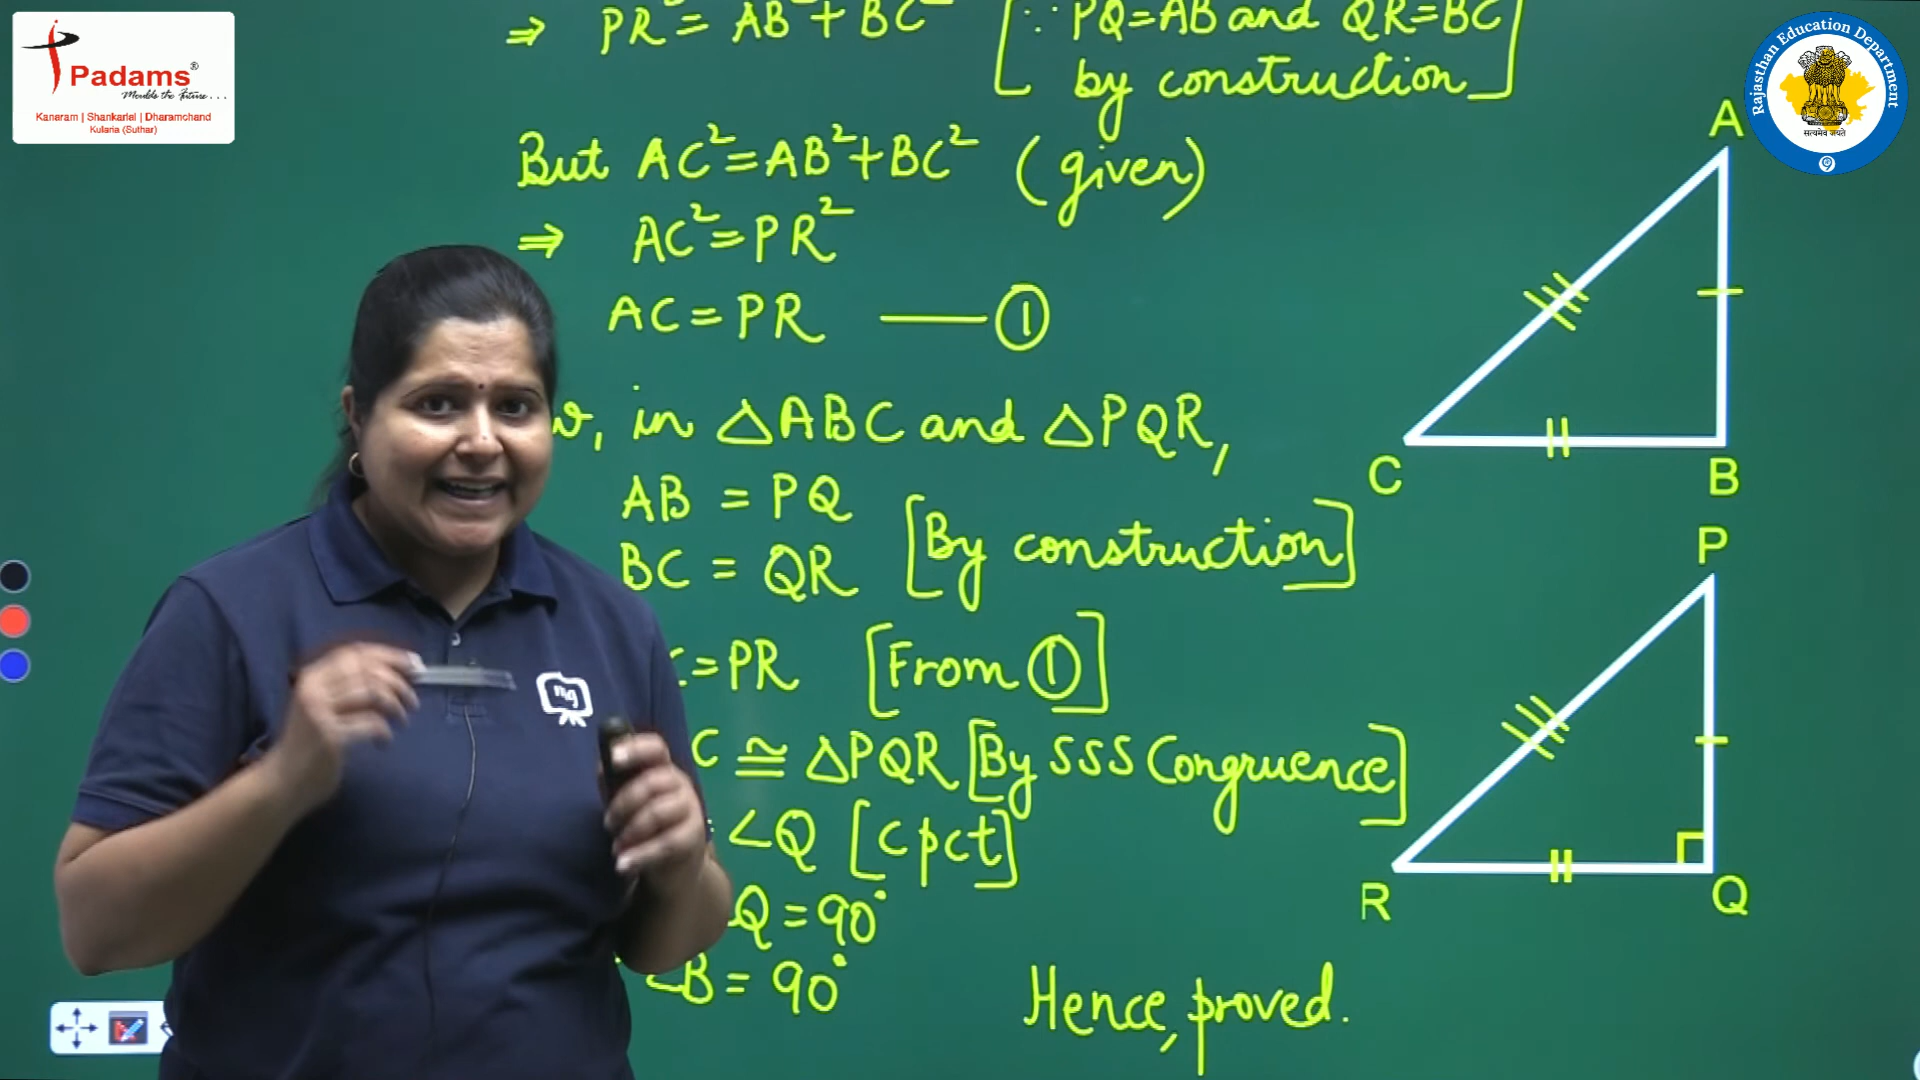 Padams®
Moulds the Future...
Kanaram | Shankarlal | Dharamchand
Kularia (Suthar)
Rajasthan Education Department
सत्यमेव जयते
⇒ PR² = AB² + BC² [∵ PQ=AB and QR=BC
by construction]
But AC² = AB² + BC² (given)
⇒ AC² = PR²
AC = PR —— ①
in △ABC and △PQR,
AB = PQ
BC = QR [By construction]
=PR [From ①]
C ≅ △PQR [By SSS Congruence]
∠Q [cpct]
Q = 90°
∠B = 90°
Hence, proved.
A
C
B
P
R
Q
mg